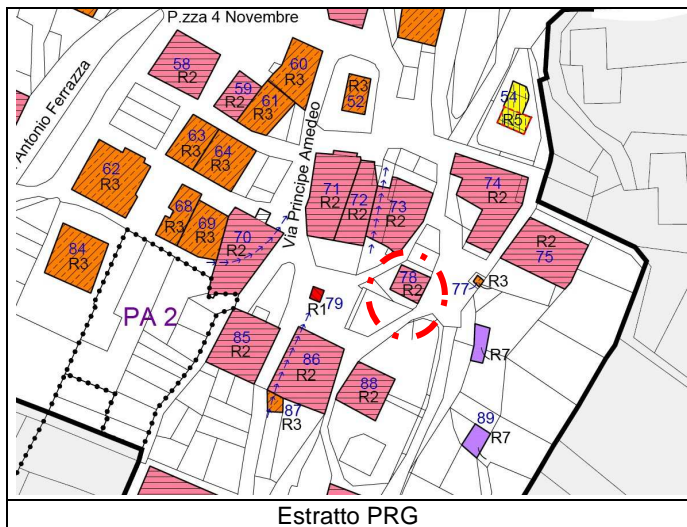 P.zza 4 Novembre
Antonio Ferrazza
Via Principe Amedeo
58
R2
59
R2
60
R3
61
R3
R3
52
54
R5
63
R3
64
R3
62
R3
68
R3
69
R3
70
R2
71
R2
72
R2
73
R2
74
R2
R2
75
84
R3
PA 2
78
R2
77
R3
79
R1
85
R2
86
R2
87
R3
88
R2
R7
89
R7
Estratto PRG